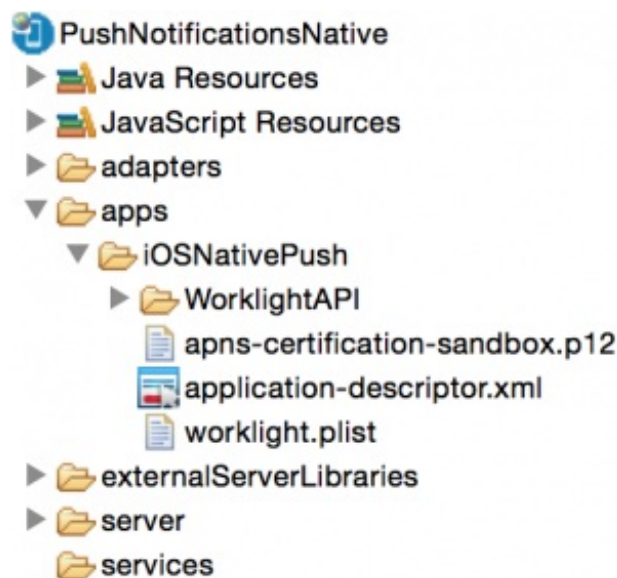 PushNotificationsNative
Java Resources
JavaScript Resources
adapters
apps
iOSNativePush
WorklightAPI
apns-certification-sandbox.p12
application-descriptor.xml
worklight.plist
externalServerLibraries
server
services